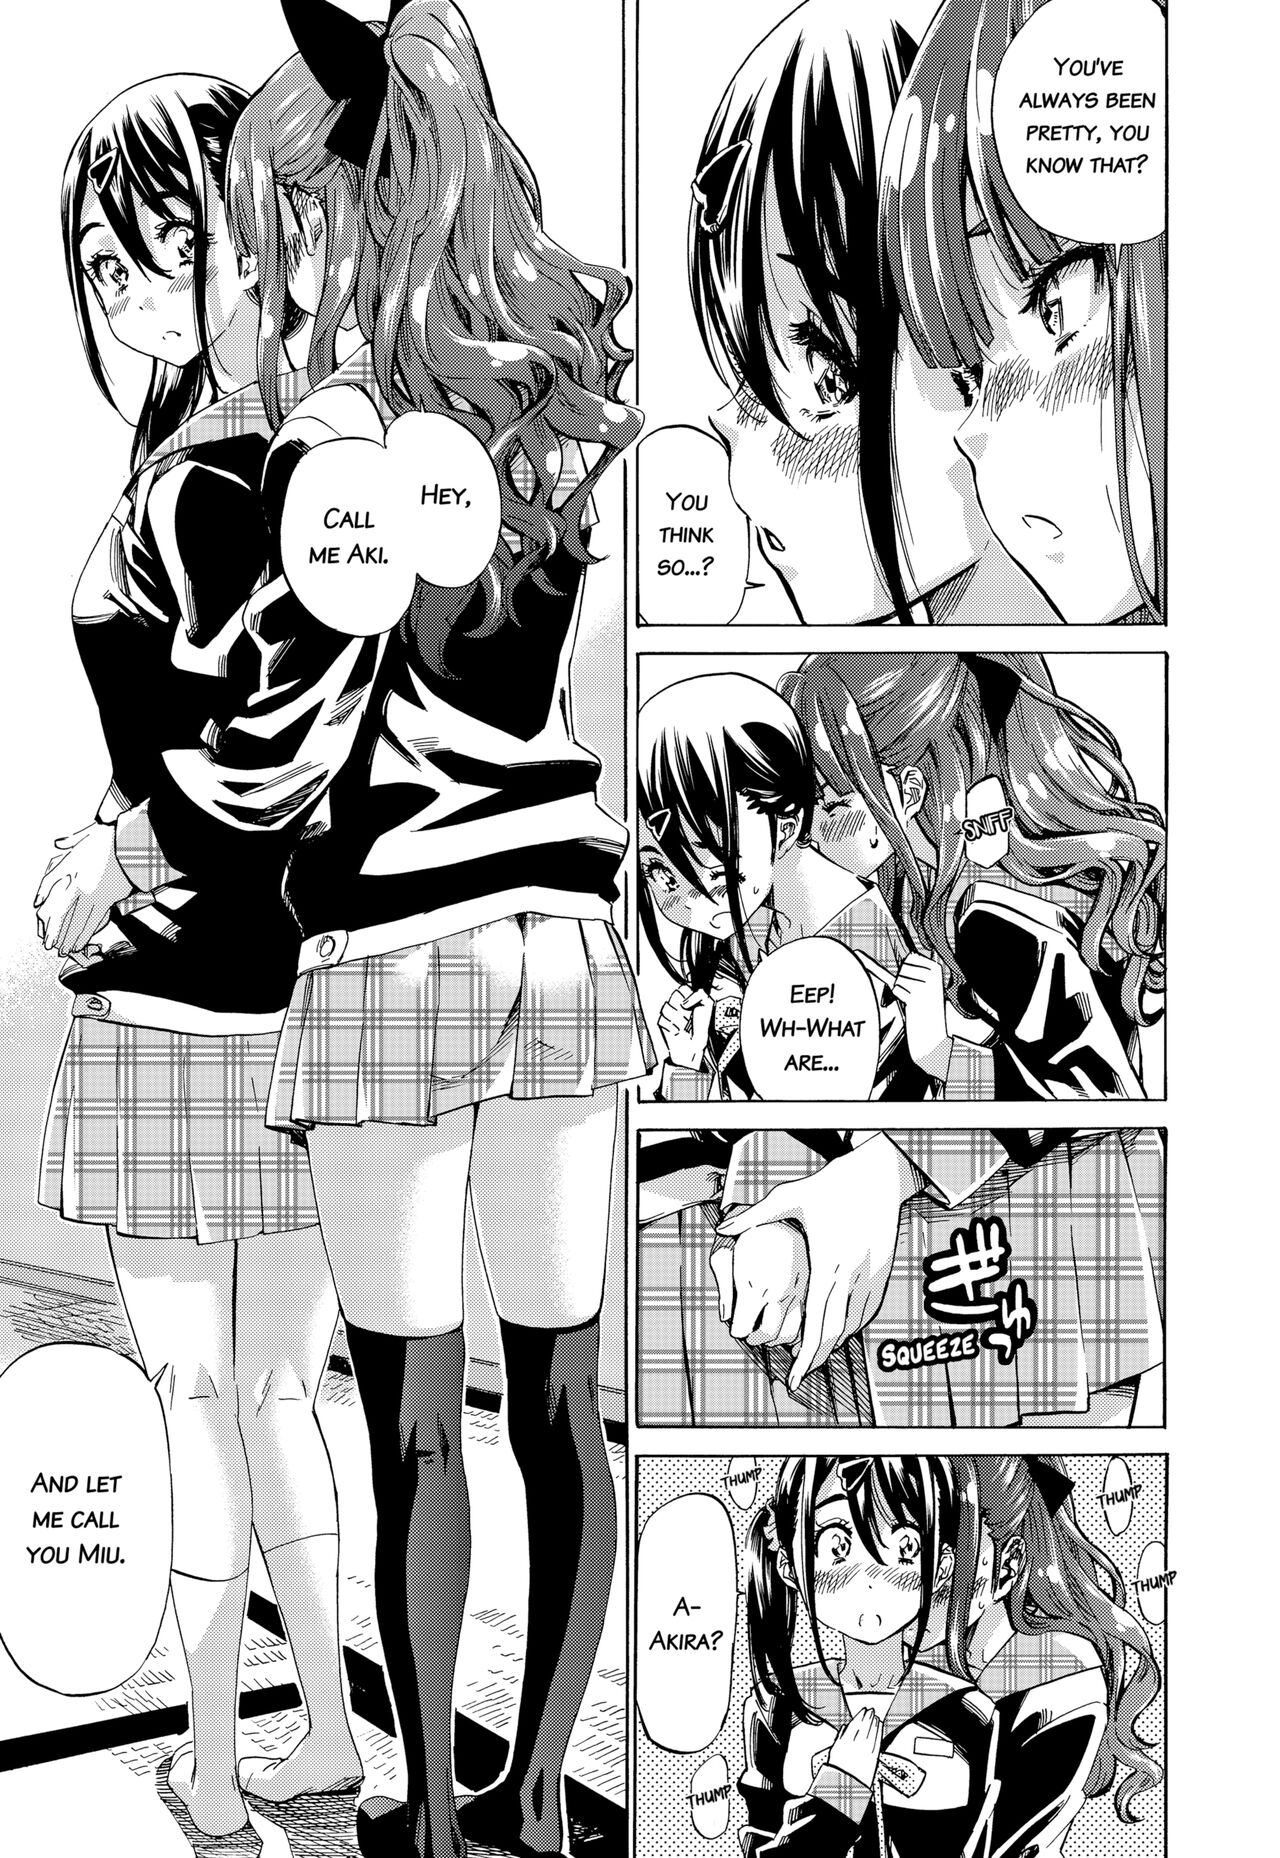 YOU'VE
ALWAYS BEEN
PRETTY, YOU
KNOW THAT?
YOU
THINK
SO...?
SNIFF
EEP!
WH-WHAT
ARE...
ぎゅっ
SQUEEZE
THUMP
THUMP
THUMP
A-
AKIRA?
THUMP
HEY,
CALL
ME AKI.
AND LET
ME CALL
YOU MIU.